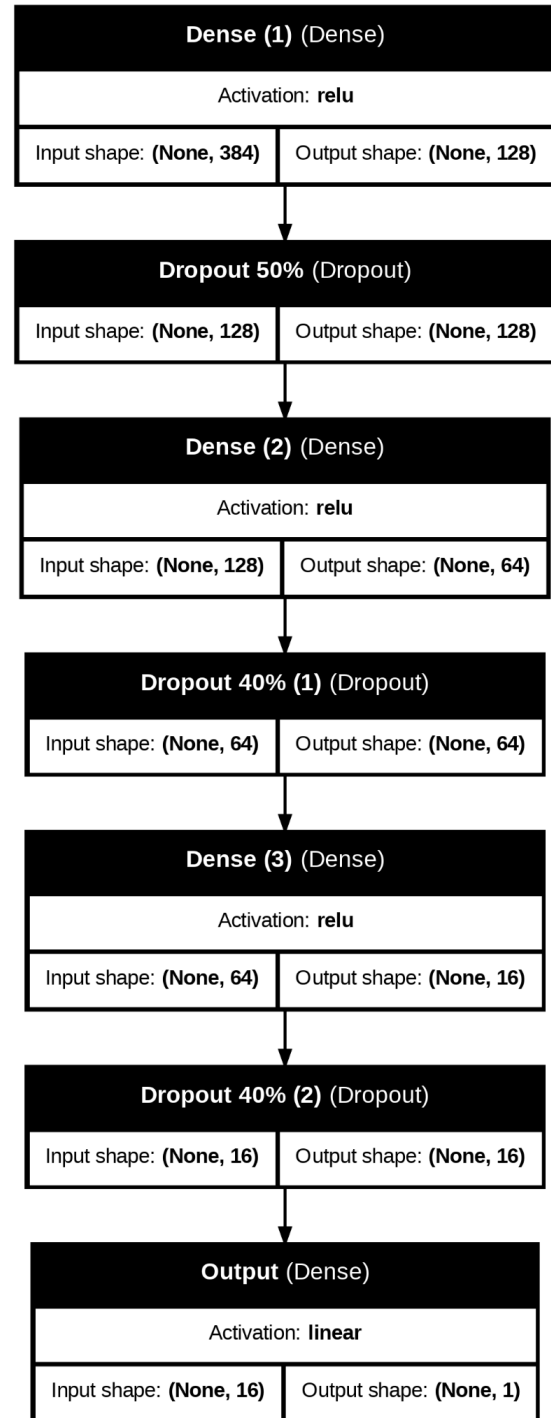 Dense (1) (Dense)
Activation: relu
Input shape: (None, 384) Output shape: (None, 128)
Dropout 50% (Dropout)
Input shape: (None, 128) Output shape: (None, 128)
Dense (2) (Dense)
Activation: relu
Input shape: (None, 128) Output shape: (None, 64)
Dropout 40% (1) (Dropout)
Input shape: (None, 64) Output shape: (None, 64)
Dense (3) (Dense)
Activation: relu
Input shape: (None, 64) Output shape: (None, 16)
Dropout 40% (2) (Dropout)
Input shape: (None, 16) Output shape: (None, 16)
Output (Dense)
Activation: linear
Input shape: (None, 16) Output shape: (None, 1)